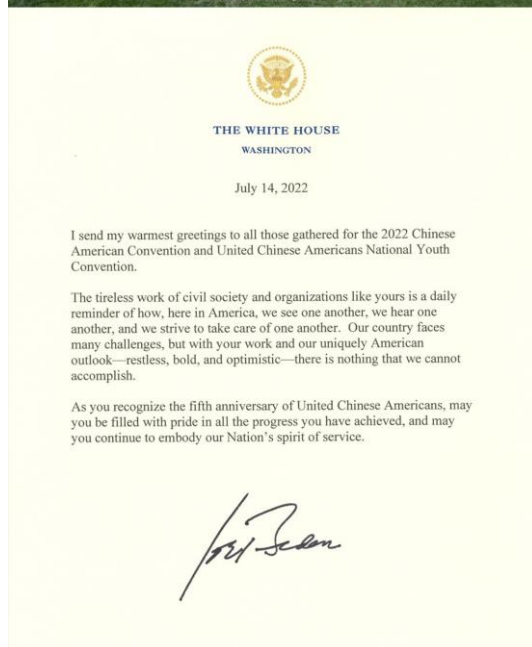 THE WHITE HOUSE
WASHINGTON
July 14, 2022
I send my warmest greetings to all those gathered for the 2022 Chinese
American Convention and United Chinese Americans National Youth
Convention.
The tireless work of civil society and organizations like yours is a daily
reminder of how, here in America, we see one another, we hear one
another, and we strive to take care of one another.  Our country faces
many challenges, but with your work and our uniquely American
outlook—restless, bold, and optimistic—there is nothing that we cannot
accomplish.
As you recognize the fifth anniversary of United Chinese Americans, may
you be filled with pride in all the progress you have achieved, and may
you continue to embody our Nation’s spirit of service.